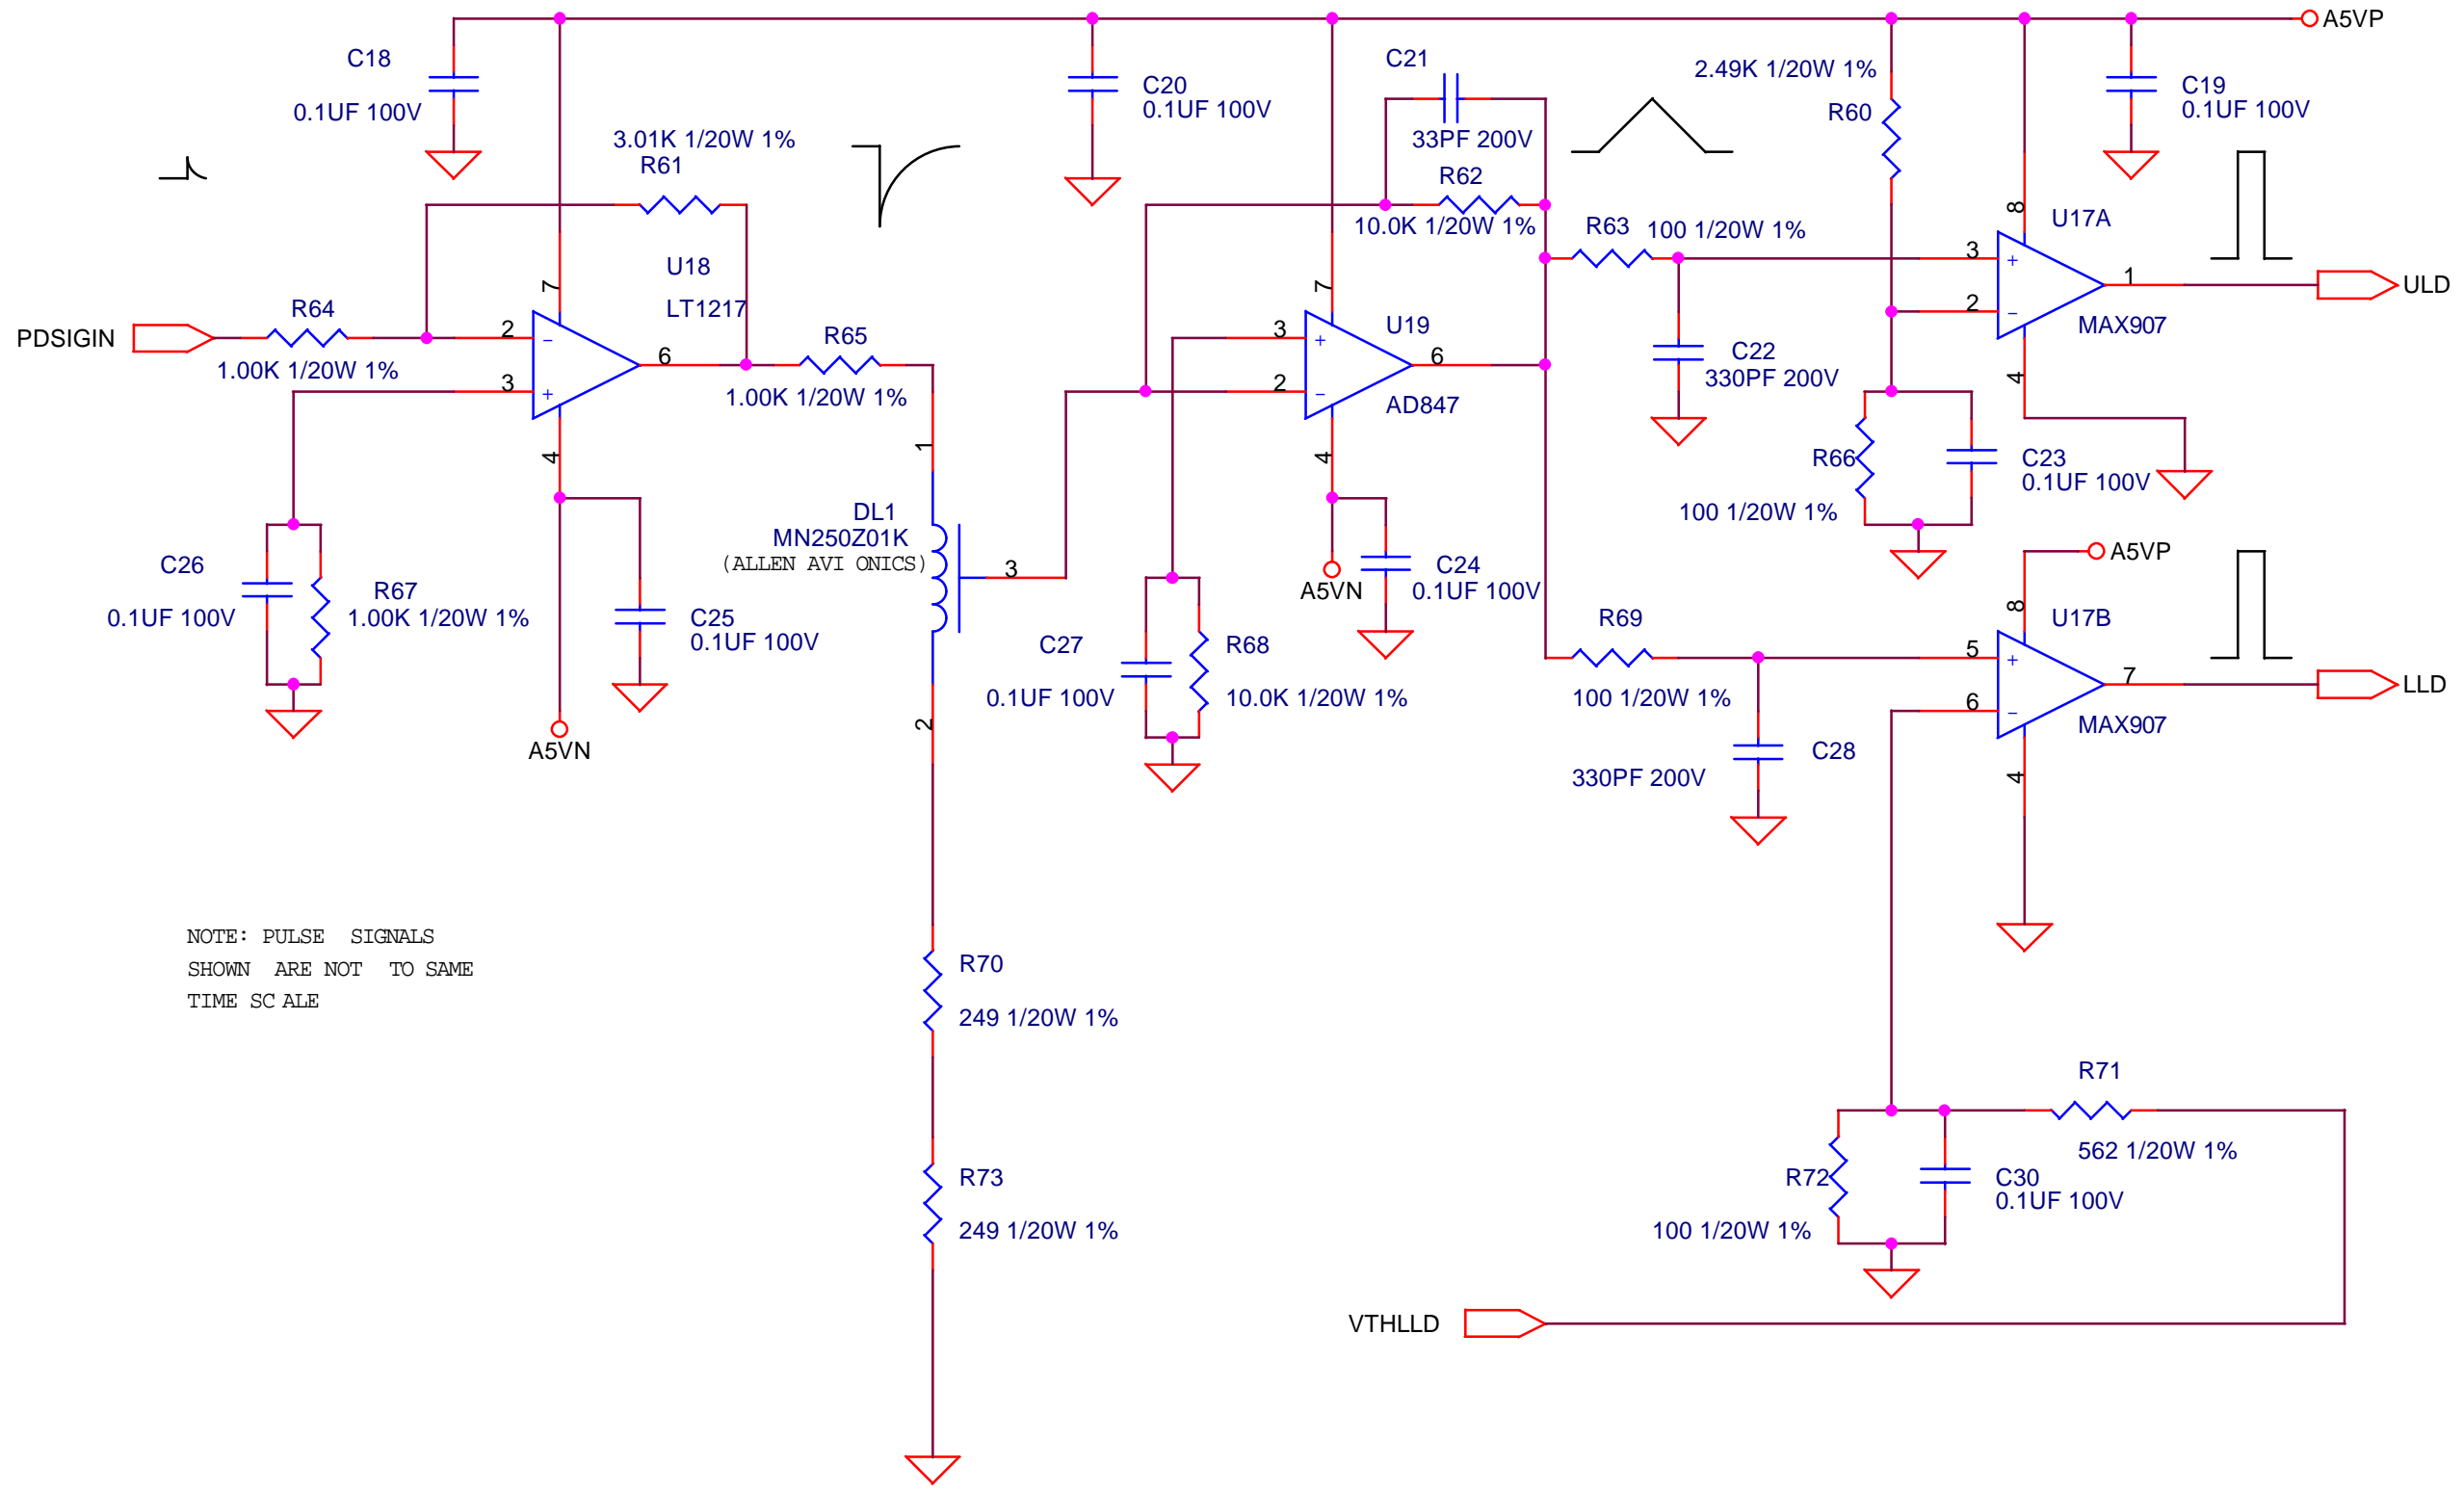 A5VP
C18
0.1UF 100V
C20
0.1UF 100V
C21
33PF 200V
2.49K 1/20W 1%
R60
C19
0.1UF 100V
3.01K 1/20W 1%
R61
R62
10.0K 1/20W 1%
R63
100 1/20W 1%
8
U17A
3
+
1
ULD
2
−
MAX907
4
PDSIGIN
R64
1.00K 1/20W 1%
7
U18
LT1217
2
−
6
3
+
4
R65
1.00K 1/20W 1%
7
U19
3
+
6
2
−
AD847
4
C22
330PF 200V
R66
100 1/20W 1%
C23
0.1UF 100V
1
DL1
MN250Z01K
(ALLEN AVI ONICS)
3
2
A5VN
C24
0.1UF 100V
C26
0.1UF 100V
R67
1.00K 1/20W 1%
C25
0.1UF 100V
A5VN
C27
0.1UF 100V
R68
10.0K 1/20W 1%
R69
100 1/20W 1%
C28
330PF 200V
A5VP
8
U17B
5
+
7
LLD
6
−
MAX907
4
NOTE: PULSE SIGNALS
SHOWN ARE NOT TO SAME
TIME SC ALE
R70
249 1/20W 1%
R73
249 1/20W 1%
R71
562 1/20W 1%
R72
100 1/20W 1%
C30
0.1UF 100V
VTHLLD